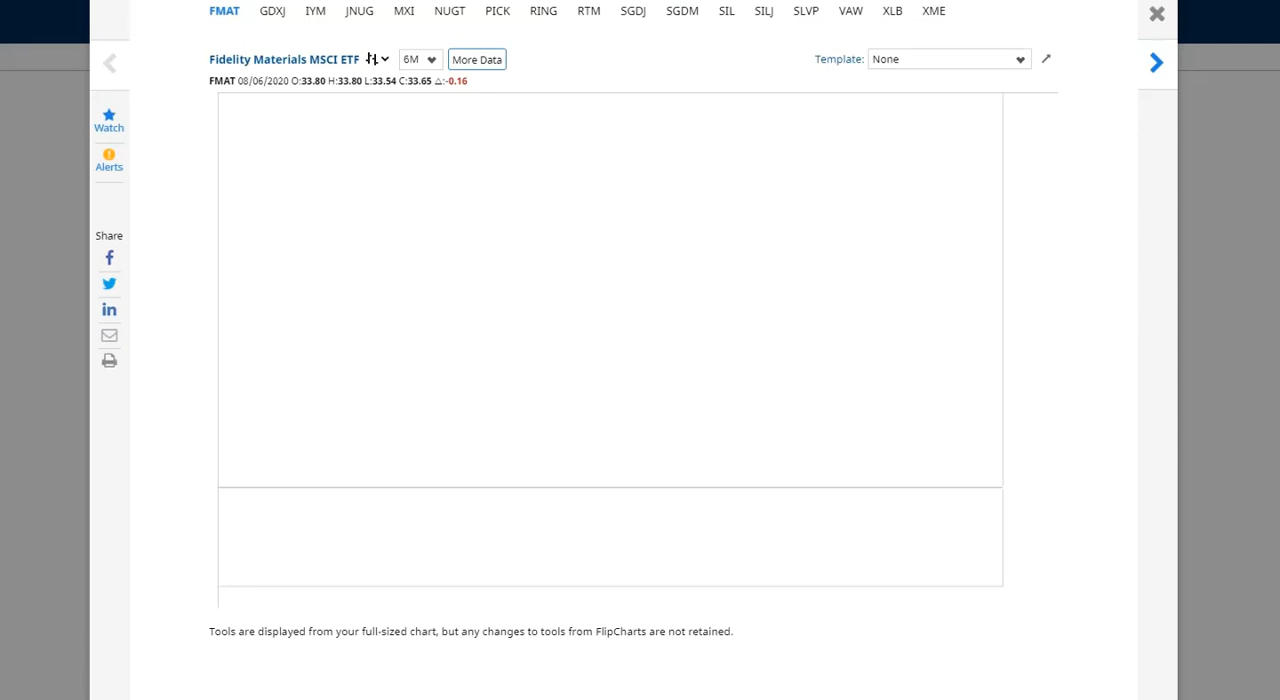 FMAT GDXJ IYM JNUG MXI NUGT PICK RING RTM SGDJ SGDM SIL SILJ SLVP VAW XLB XME
Fidelity Materials MSCI ETF 6M More Data Template: None
FMAT 08/06/2020 O:33.80 H:33.80 L:33.54 C:33.65 △:-0.16
Watch
Alerts
Share
Tools are displayed from your full-sized chart, but any changes to tools from FlipCharts are not retained.